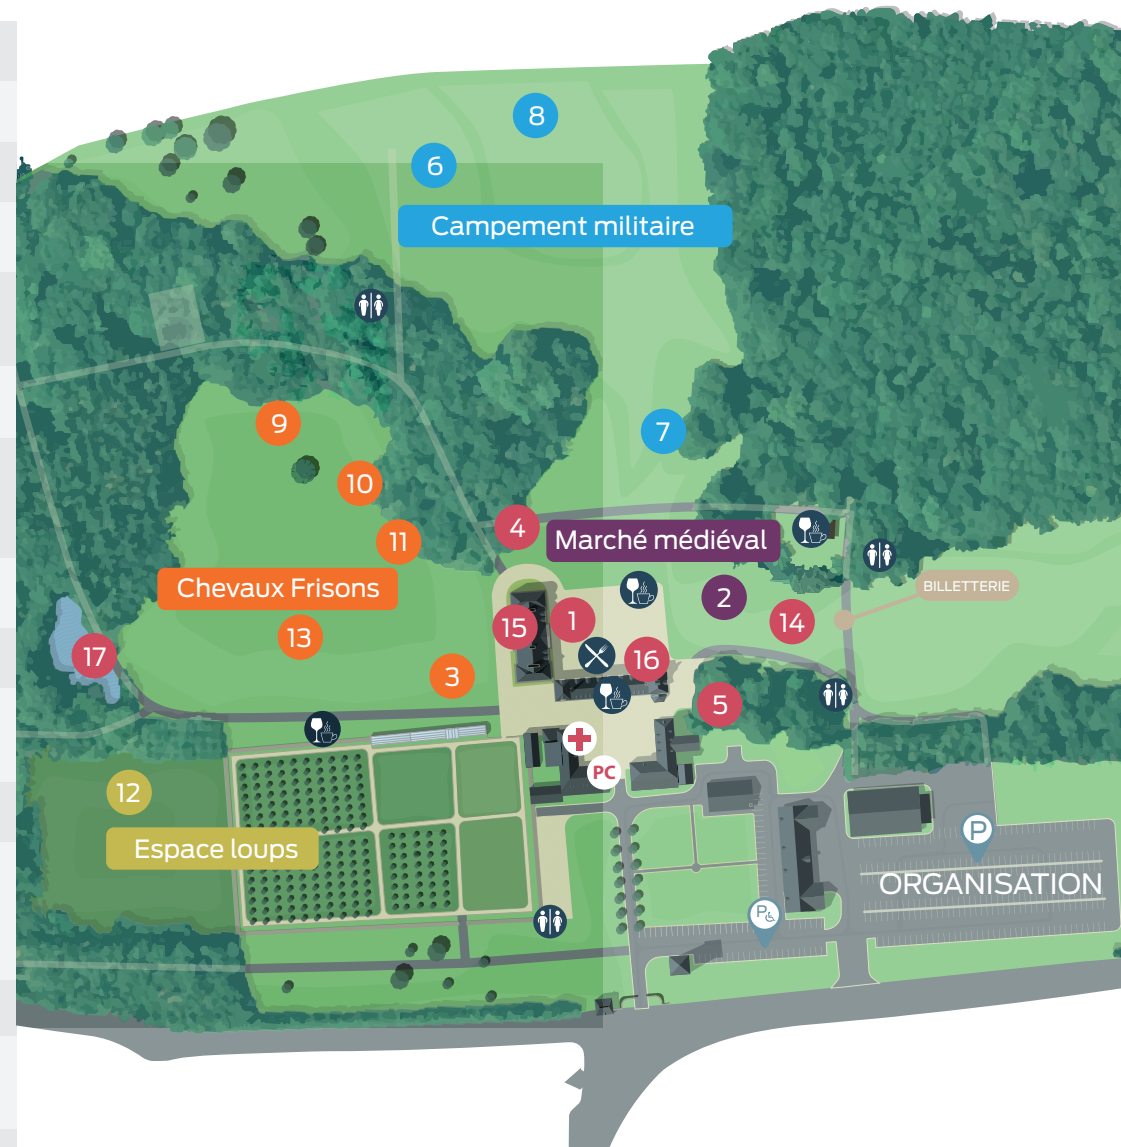 8
6
Campement militaire
9
7
10
4
11
Marché médiéval
Chevaux Frisons
BILLETTERIE
2
1
14
15
13
17
16
3
5
PC
12
P
Espace loups
ORGANISATION
P